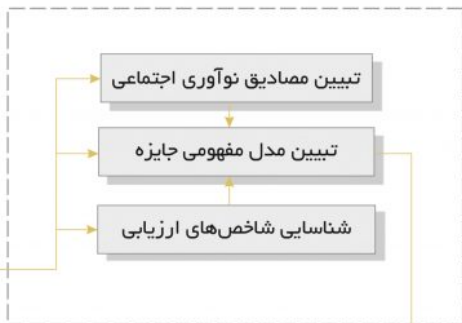 تبیین مصادیق نوآوری اجتماعی
تبیین مدل مفهومی جایزه
شناسایی شاخص‌های ارزیابی